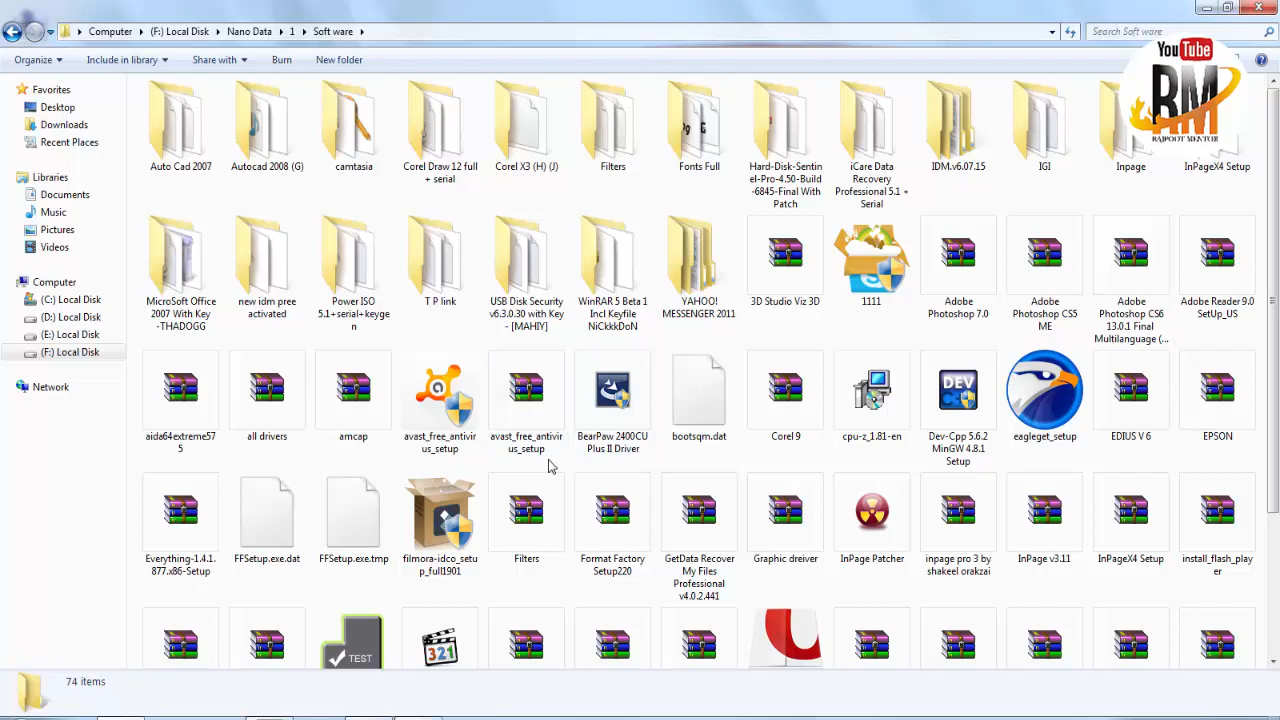 Computer ▸ (F:) Local Disk ▸ Nano Data ▸ 1 ▸ Soft ware ▸
Search Soft ware
Organize
Include in library
Share with
Burn
New folder
YouTube
RM
RAJPOOT MENTOR
Favorites
Desktop
Downloads
Recent Places
Libraries
Documents
Music
Pictures
Videos
Computer
(C:) Local Disk
(D:) Local Disk
(E:) Local Disk
(F:) Local Disk
Network
Auto Cad 2007
Autocad 2008 (G)
camtasia
Corel Draw 12 full
+ serial
Corel X3 (H) (J)
Filters
Fonts Full
Hard-Disk-Sentin
el-Pro-4.50-Build
-6845-Final With
Patch
iCare Data
Recovery
Professional 5.1 +
Serial
IDM.v6.07.15
IGI
Inpage
InPageX4 Setup
MicroSoft Office
2007 With Key
-THADOGG
new idm pree
activated
Power ISO
5.1+serial+keyge
n
T P link
USB Disk Security
v6.3.0.30 with Key
- [MAHIY]
WinRAR 5 Beta 1
Incl Keyfile
NiCkkkDoN
YAHOO!
MESSENGER 2011
3D Studio Viz 3D
1111
Adobe
Photoshop 7.0
Adobe
Photoshop CS5
ME
Adobe
Photoshop CS6
13.0.1 Final
Multilanguage (...
Adobe Reader 9.0
SetUp_US
aida64extreme57
5
all drivers
amcap
avast_free_antivir
us_setup
avast_free_antivir
us_setup
BearPaw 2400CU
Plus II Driver
bootsqm.dat
Corel 9
cpu-z_1.81-en
DEV
Dev-Cpp 5.6.2
MinGW 4.8.1
Setup
eagleget_setup
EDIUS V 6
EPSON
Everything-1.4.1.
877.x86-Setup
FFSetup.exe.dat
FFSetup.exe.tmp
filmora-idco_setu
p_full1901
Filters
Format Factory
Setup220
GetData Recover
My Files
Professional
v4.0.2.441
Graphic dreiver
InPage Patcher
inpage pro 3 by
shakeel orakzai
InPage v3.11
InPageX4 Setup
install_flash_play
er
TEST
321
74 items